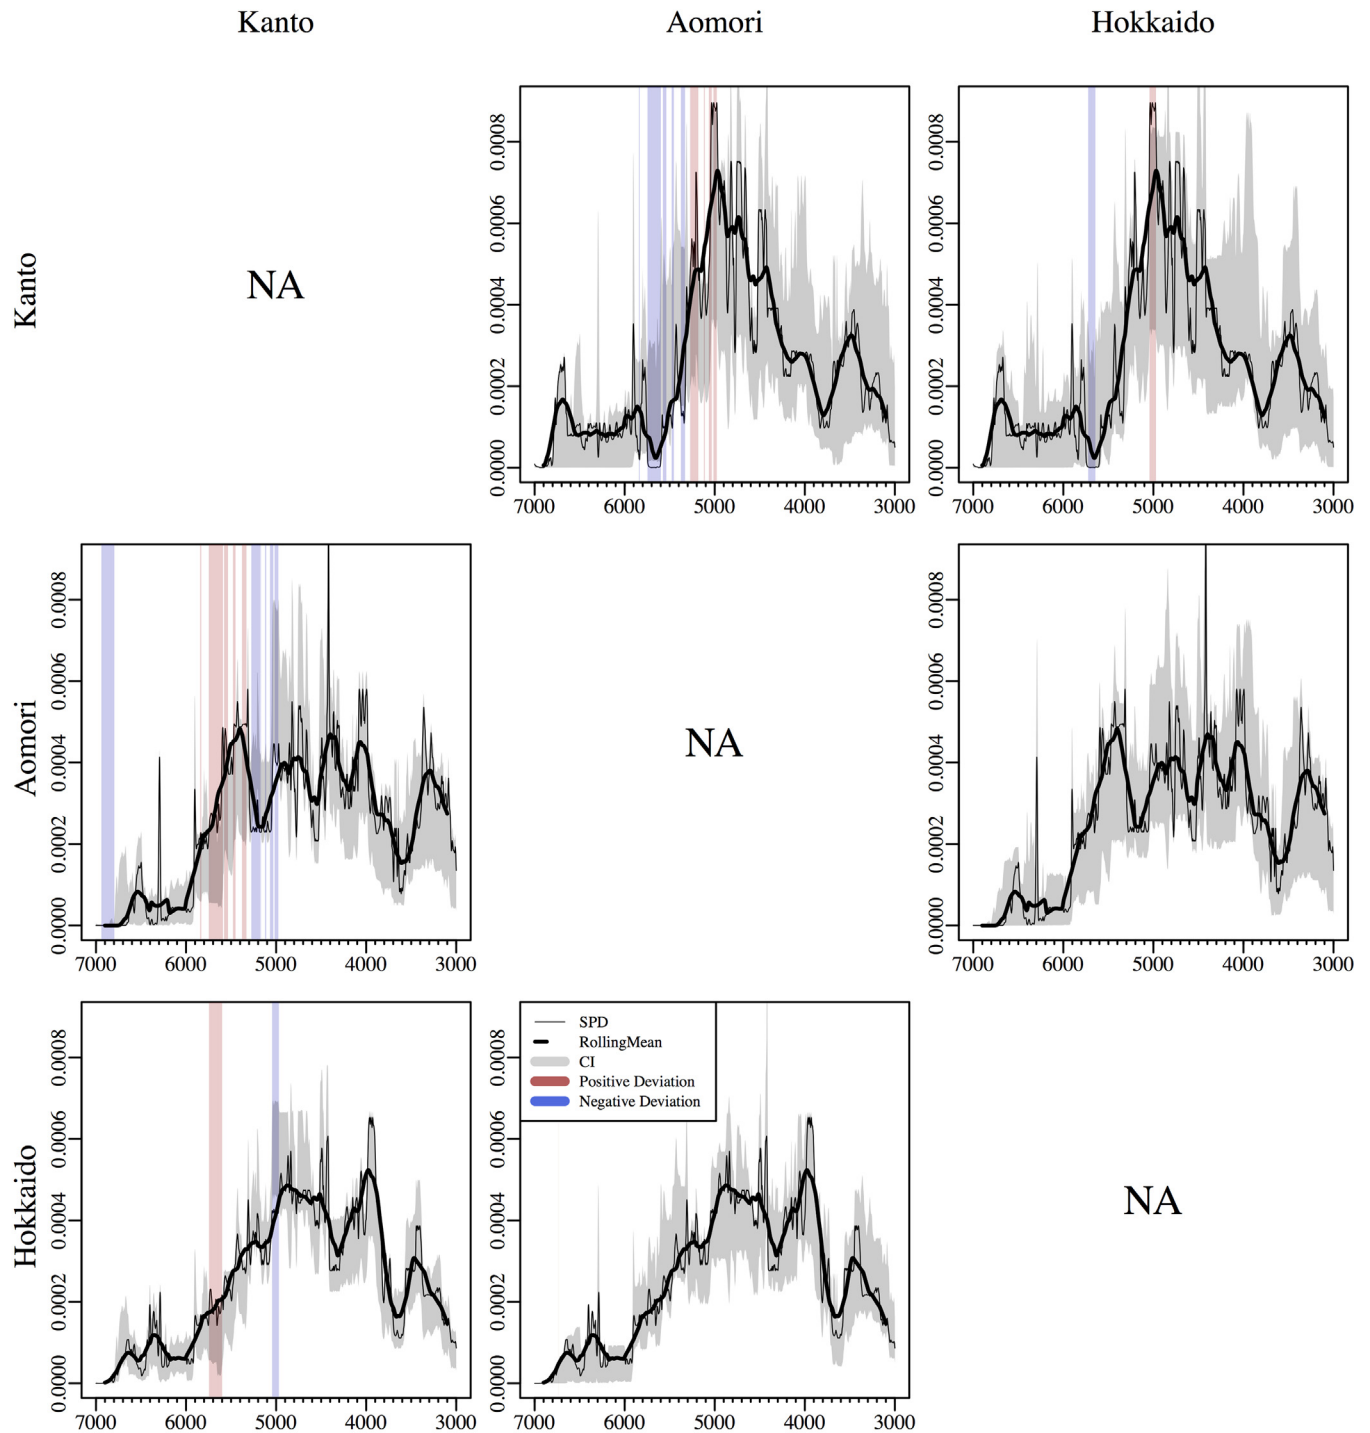 Kanto Aomori Hokkaido
Kanto
NA
0.0000 0.0002 0.0004 0.0006 0.0008
7000 6000 5000 4000 3000
0.0000 0.0002 0.0004 0.0006 0.0008
7000 6000 5000 4000 3000
Aomori
0.0000 0.0002 0.0004 0.0006 0.0008
7000 6000 5000 4000 3000
NA
0.0000 0.0002 0.0004 0.0006 0.0008
7000 6000 5000 4000 3000
Hokkaido
0.0000 0.0002 0.0004 0.0006 0.0008
7000 6000 5000 4000 3000
0.0000 0.0002 0.0004 0.0006 0.0008
SPD
RollingMean
CI
Positive Deviation
Negative Deviation
7000 6000 5000 4000 3000
NA